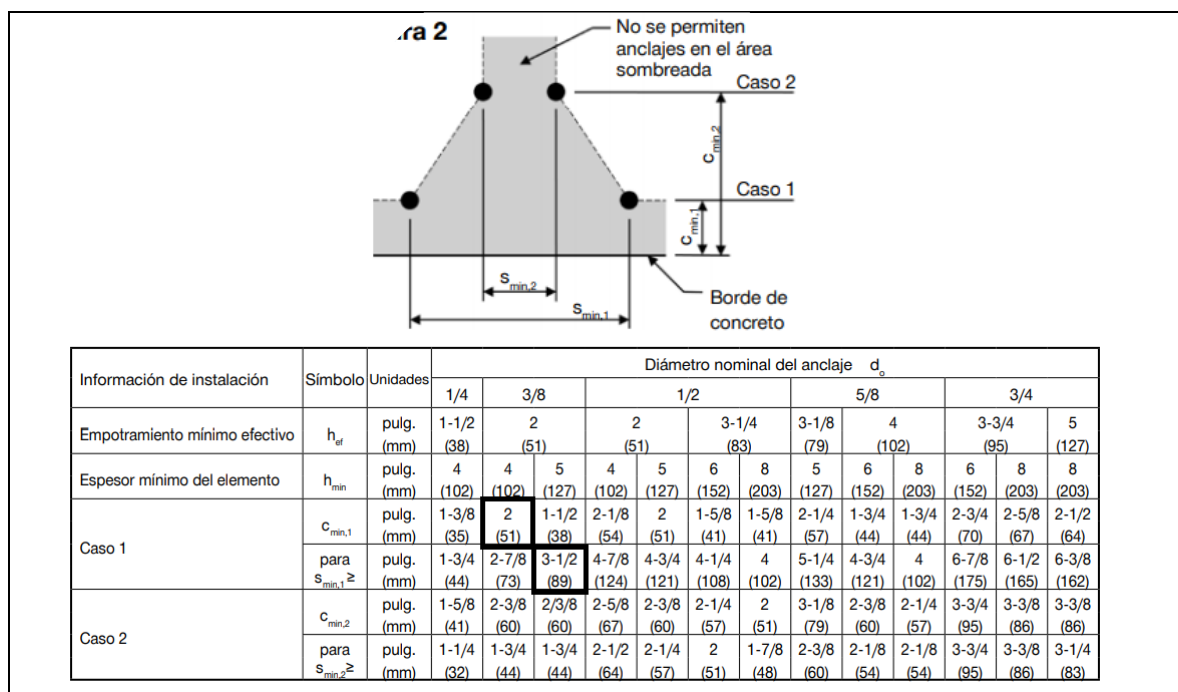 ra 2
No se permiten
anclajes en el área
sombreada
Caso 2
c min,2
Caso 1
c min,1
s min,2
s min,1
Borde de
concreto
Información de instalación Símbolo Unidades Diámetro nominal del anclaje d o
1/4 3/8 1/2 5/8 3/4
Empotramiento mínimo efectivo h ef pulg. 1-1/2 2 2 3-1/4 3-1/8 4 3-3/4 5
(mm) (38) (51) (51) (83) (79) (102) (95) (127)
Espesor mínimo del elemento h min pulg. 4 4 5 4 5 6 8 5 6 8 6 8 8
(mm) (102) (102) (127) (102) (127) (152) (203) (127) (152) (203) (152) (203) (203)
Caso 1 c min,1 pulg. 1-3/8 2 1-1/2 2-1/8 2 1-5/8 1-5/8 2-1/4 1-3/4 1-3/4 2-3/4 2-5/8 2-1/2
(mm) (35) (51) (38) (54) (51) (41) (41) (57) (44) (44) (70) (67) (64)
para s min,1 ≥ pulg. 1-3/4 2-7/8 3-1/2 4-7/8 4-3/4 4-1/4 4 5-1/4 4-3/4 4 6-7/8 6-1/2 6-3/8
(mm) (44) (73) (89) (124) (121) (108) (102) (133) (121) (102) (175) (165) (162)
Caso 2 c min,2 pulg. 1-5/8 2-3/8 2/3/8 2-5/8 2-3/8 2-1/4 2 3-1/8 2-3/8 2-1/4 3-3/4 3-3/8 3-3/8
(mm) (41) (60) (60) (67) (60) (57) (51) (79) (60) (57) (95) (86) (86)
para s min,2 ≥ pulg. 1-1/4 1-3/4 1-3/4 2-1/2 2-1/4 2 1-7/8 2-3/8 2-1/8 2-1/8 3-3/4 3-3/8 3-1/4
(mm) (32) (44) (44) (64) (57) (51) (48) (60) (54) (54) (95) (86) (83)